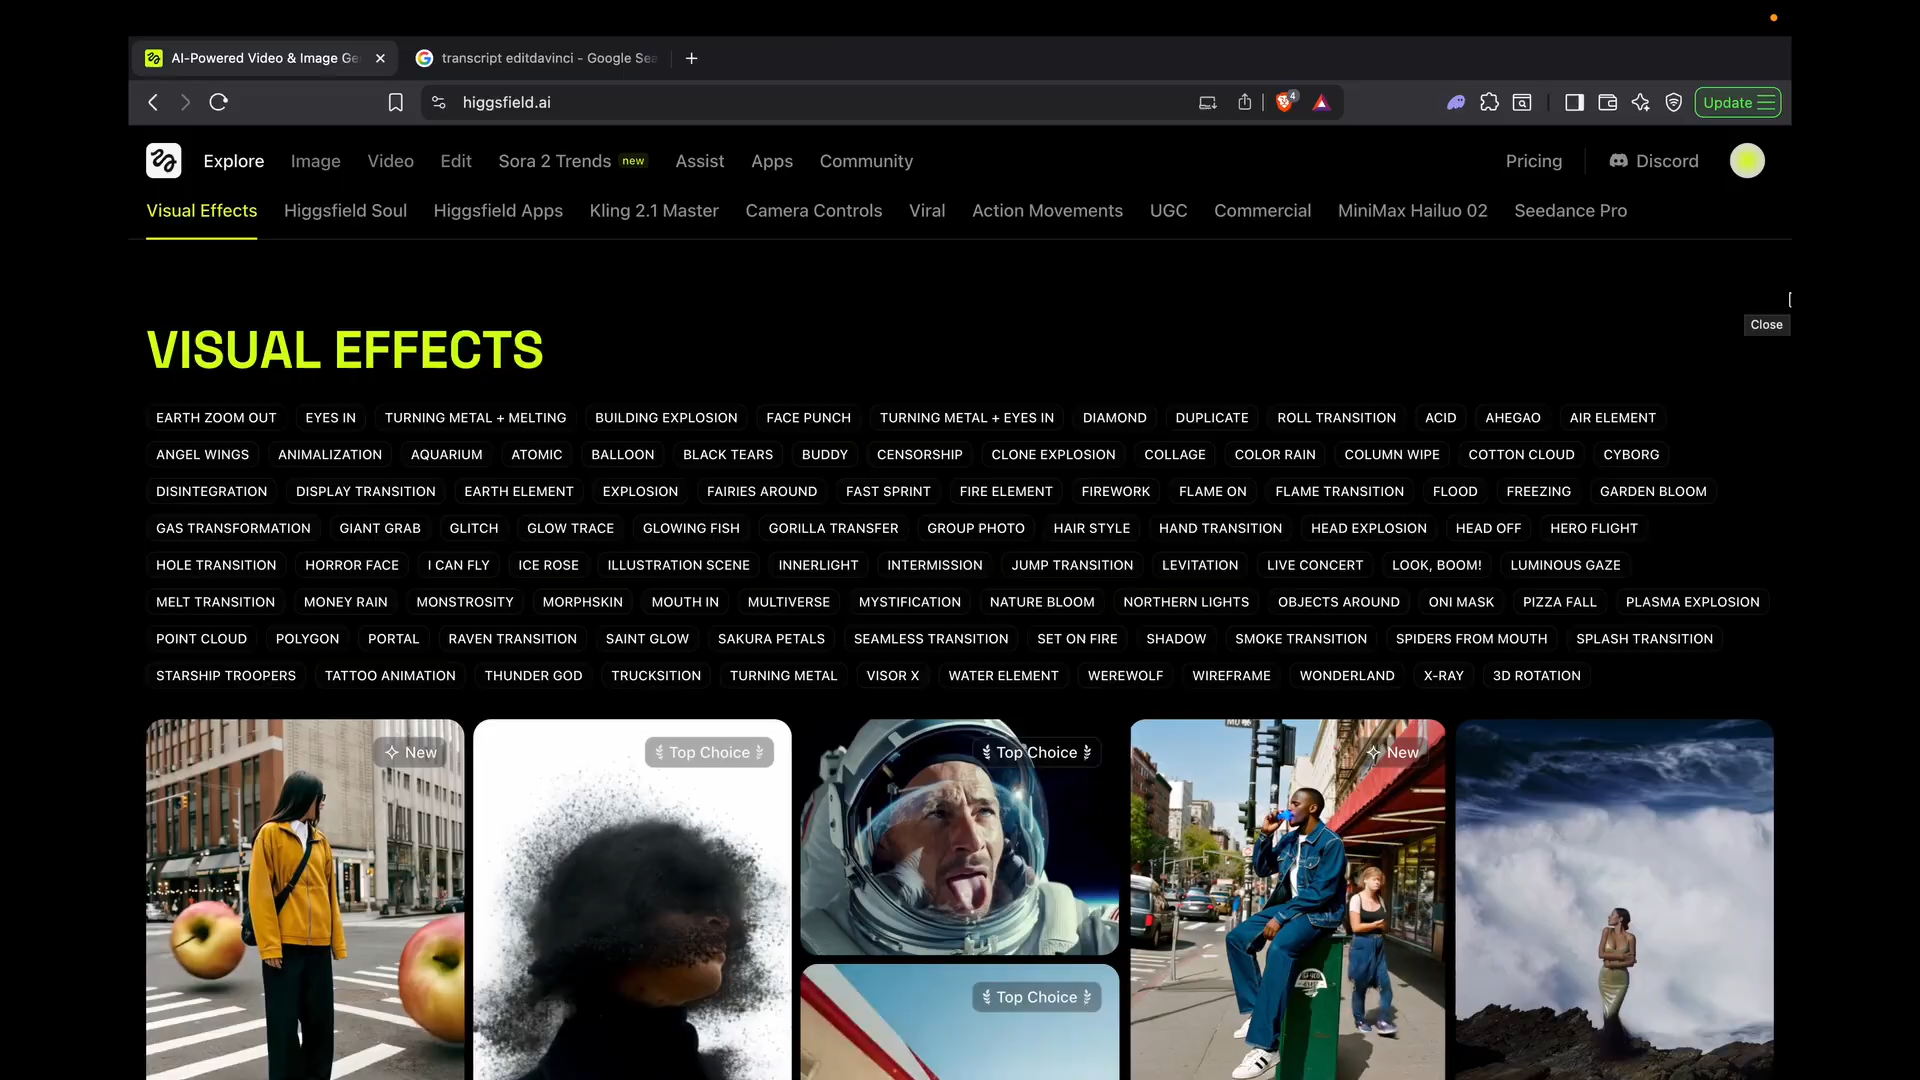 AI-Powered Video & Image Ge
transcript editdavinci - Google Sea
higgsfield.ai
4
Update
Explore Image Video Edit Sora 2 Trends new Assist Apps Community Pricing Discord
Visual Effects Higgsfield Soul Higgsfield Apps Kling 2.1 Master Camera Controls Viral Action Movements UGC Commercial MiniMax Hailuo 02 Seedance Pro
Close
VISUAL EFFECTS
EARTH ZOOM OUT EYES IN TURNING METAL + MELTING BUILDING EXPLOSION FACE PUNCH TURNING METAL + EYES IN DIAMOND DUPLICATE ROLL TRANSITION ACID AHEGAO AIR ELEMENT
ANGEL WINGS ANIMALIZATION AQUARIUM ATOMIC BALLOON BLACK TEARS BUDDY CENSORSHIP CLONE EXPLOSION COLLAGE COLOR RAIN COLUMN WIPE COTTON CLOUD CYBORG
DISINTEGRATION DISPLAY TRANSITION EARTH ELEMENT EXPLOSION FAIRIES AROUND FAST SPRINT FIRE ELEMENT FIREWORK FLAME ON FLAME TRANSITION FLOOD FREEZING GARDEN BLOOM
GAS TRANSFORMATION GIANT GRAB GLITCH GLOW TRACE GLOWING FISH GORILLA TRANSFER GROUP PHOTO HAIR STYLE HAND TRANSITION HEAD EXPLOSION HEAD OFF HERO FLIGHT
HOLE TRANSITION HORROR FACE I CAN FLY ICE ROSE ILLUSTRATION SCENE INNERLIGHT INTERMISSION JUMP TRANSITION LEVITATION LIVE CONCERT LOOK, BOOM! LUMINOUS GAZE
MELT TRANSITION MONEY RAIN MONSTROSITY MORPHSKIN MOUTH IN MULTIVERSE MYSTIFICATION NATURE BLOOM NORTHERN LIGHTS OBJECTS AROUND ONI MASK PIZZA FALL PLASMA EXPLOSION
POINT CLOUD POLYGON PORTAL RAVEN TRANSITION SAINT GLOW SAKURA PETALS SEAMLESS TRANSITION SET ON FIRE SHADOW SMOKE TRANSITION SPIDERS FROM MOUTH SPLASH TRANSITION
STARSHIP TROOPERS TATTOO ANIMATION THUNDER GOD TRUCKSITION TURNING METAL VISOR X WATER ELEMENT WEREWOLF WIREFRAME WONDERLAND X-RAY 3D ROTATION
New
Top Choice
Top Choice
New
Top Choice